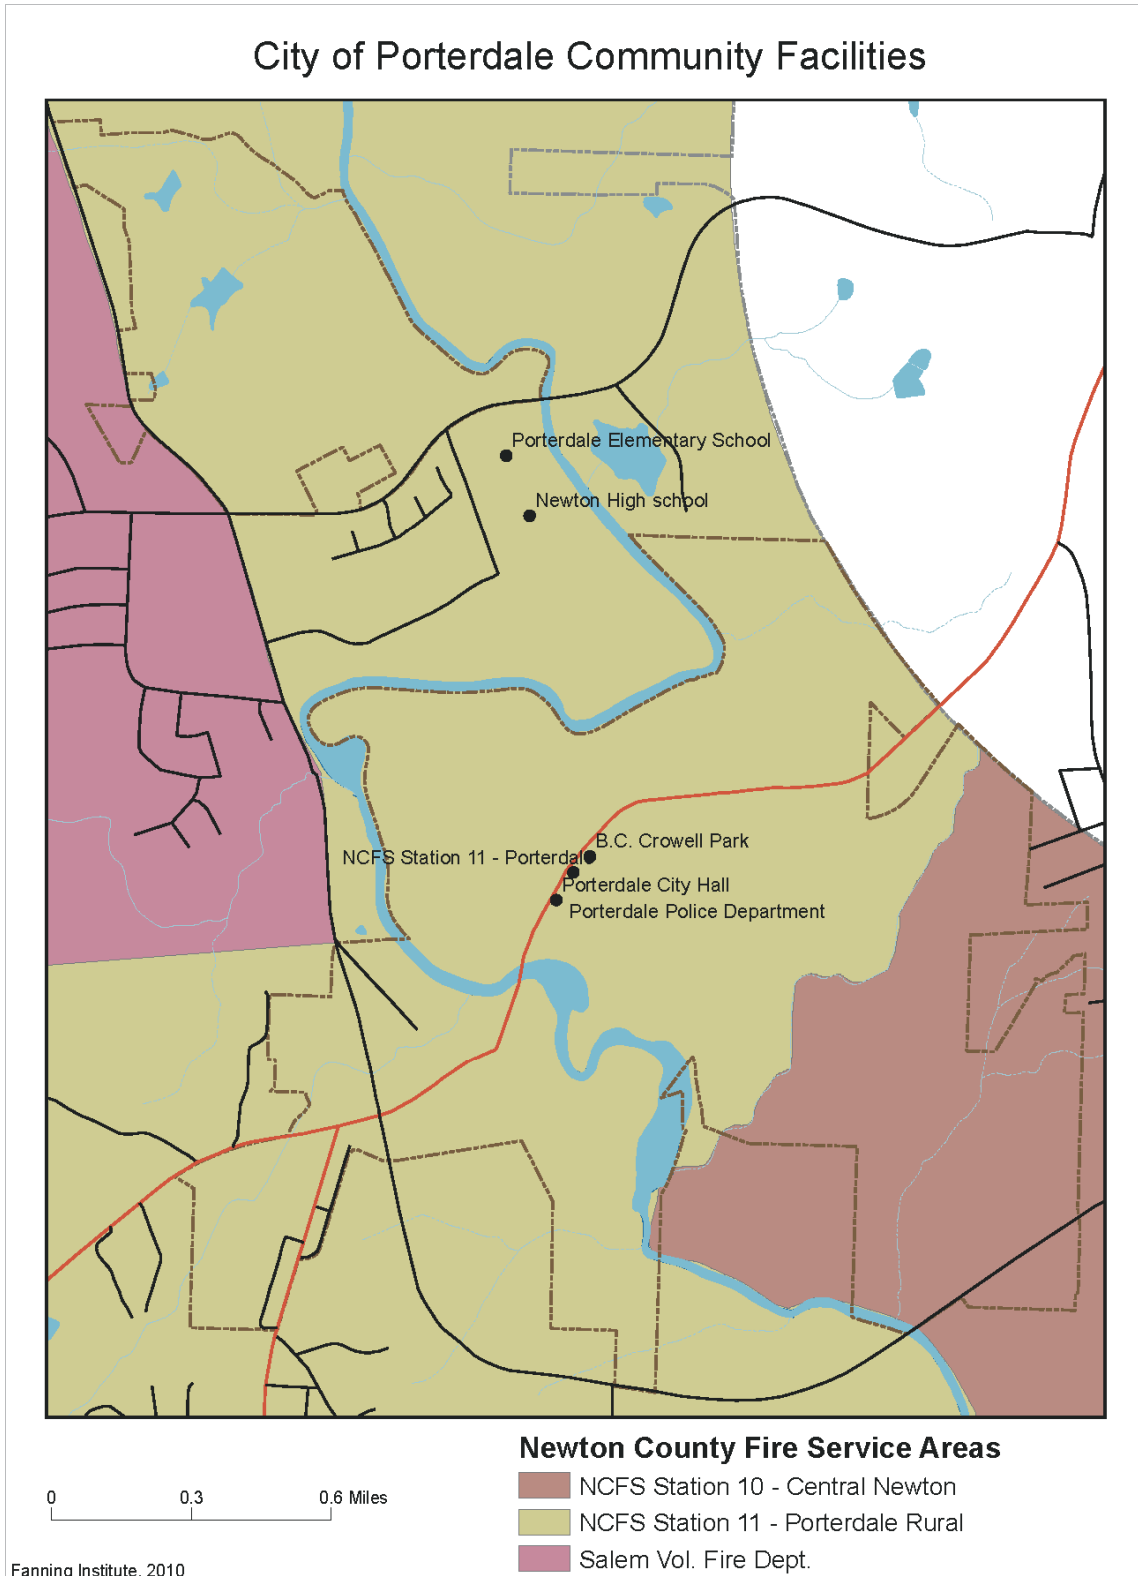 City of Porterdale Community Facilities
Porterdale Elementary School
Newton High school
B.C. Crowell Park
NCFS Station 11 - Porterdal
Porterdale City Hall
Porterdale Police Department
Newton County Fire Service Areas
NCFS Station 10 - Central Newton
0 0.3 0.6 Miles
NCFS Station 11 - Porterdale Rural
Salem Vol. Fire Dept.
Fanning Institute, 2010